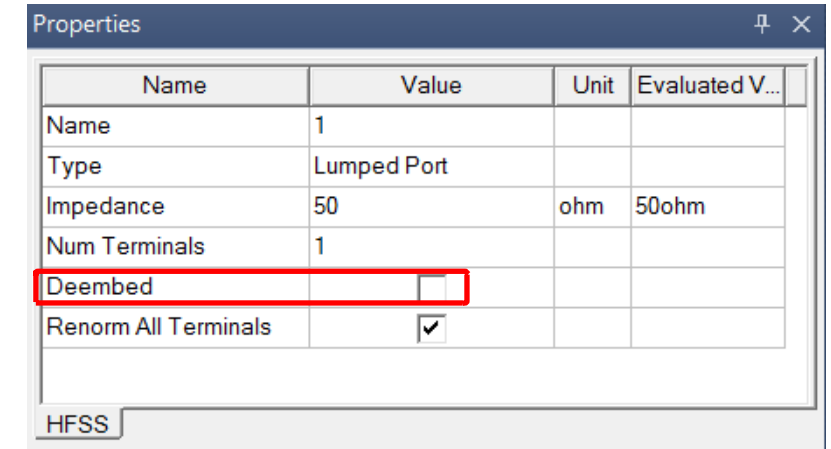 Properties
Name Value Unit Evaluated V...
Name 1
Type Lumped Port
Impedance 50 ohm 50ohm
Num Terminals 1
Deembed
Renorm All Terminals
HFSS